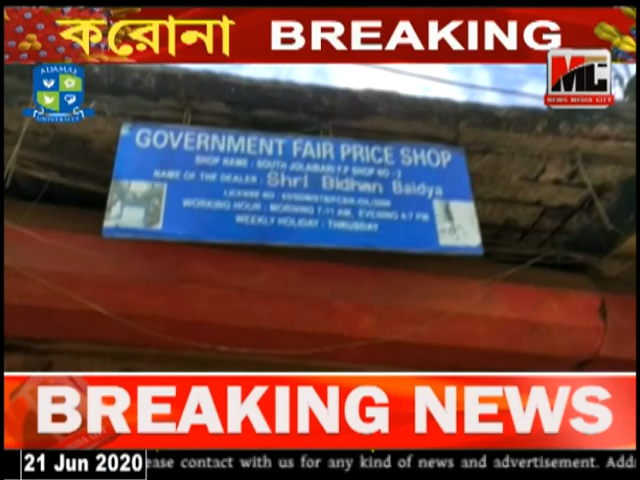 করোনা BREAKING
ADAMAS
UNIVERSITY
MC
NEWS MEDIA CITY
GOVERNMENT FAIR PRICE SHOP
SHOP NAME : SOUTH JOLAIBARI F.P SHOP NO - 2
NAME OF THE DEALER : Shri Bidhan Baidya
WORKING HOUR : MORNING 7-11 AM, EVENING 4-7 PM
WEEKLY HOLIDAY : THRUSDAY
BREAKING NEWS
21 Jun 2020 ease contact with us for any kind of news and advertisement. Add